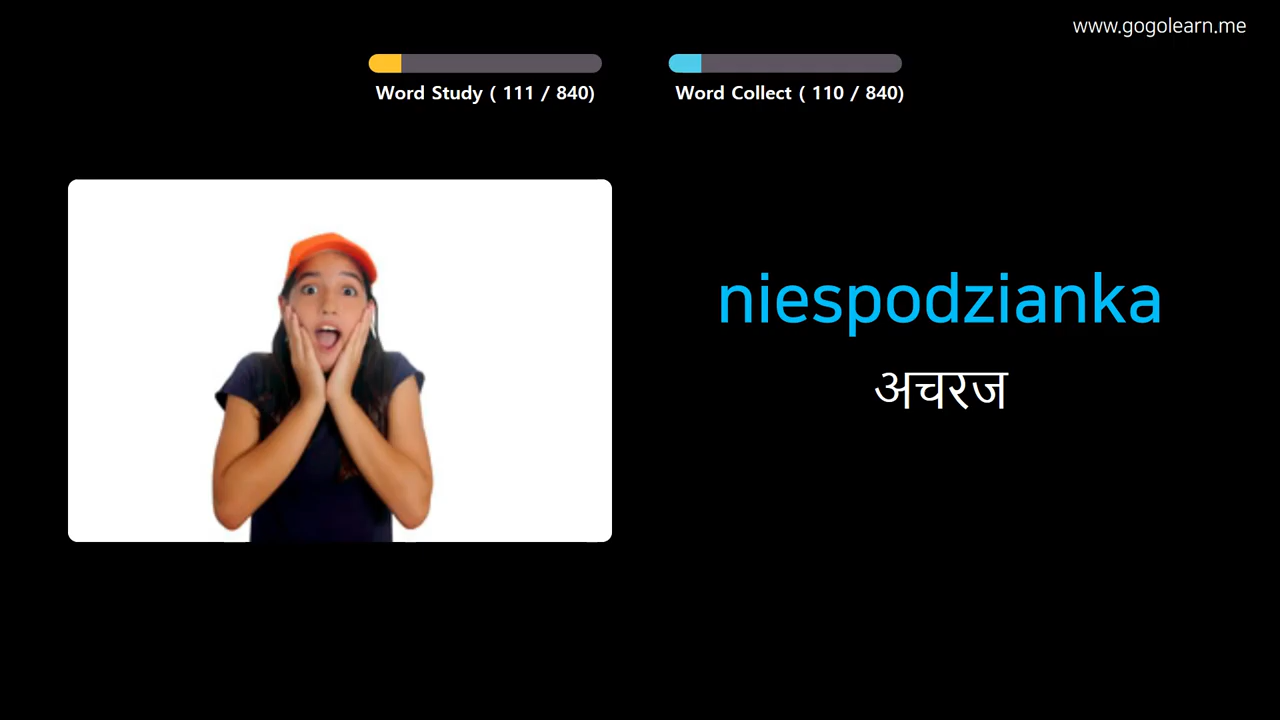 www.gogolearn.me
Word Study ( 111 / 840)
Word Collect ( 110 / 840)
niespodzianka
अचरज